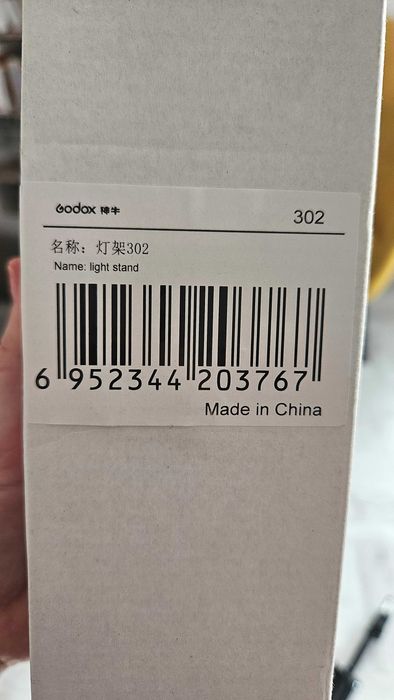 Godox 神牛
302
名称：灯架302
Name: light stand
6 952344 203767
Made in China